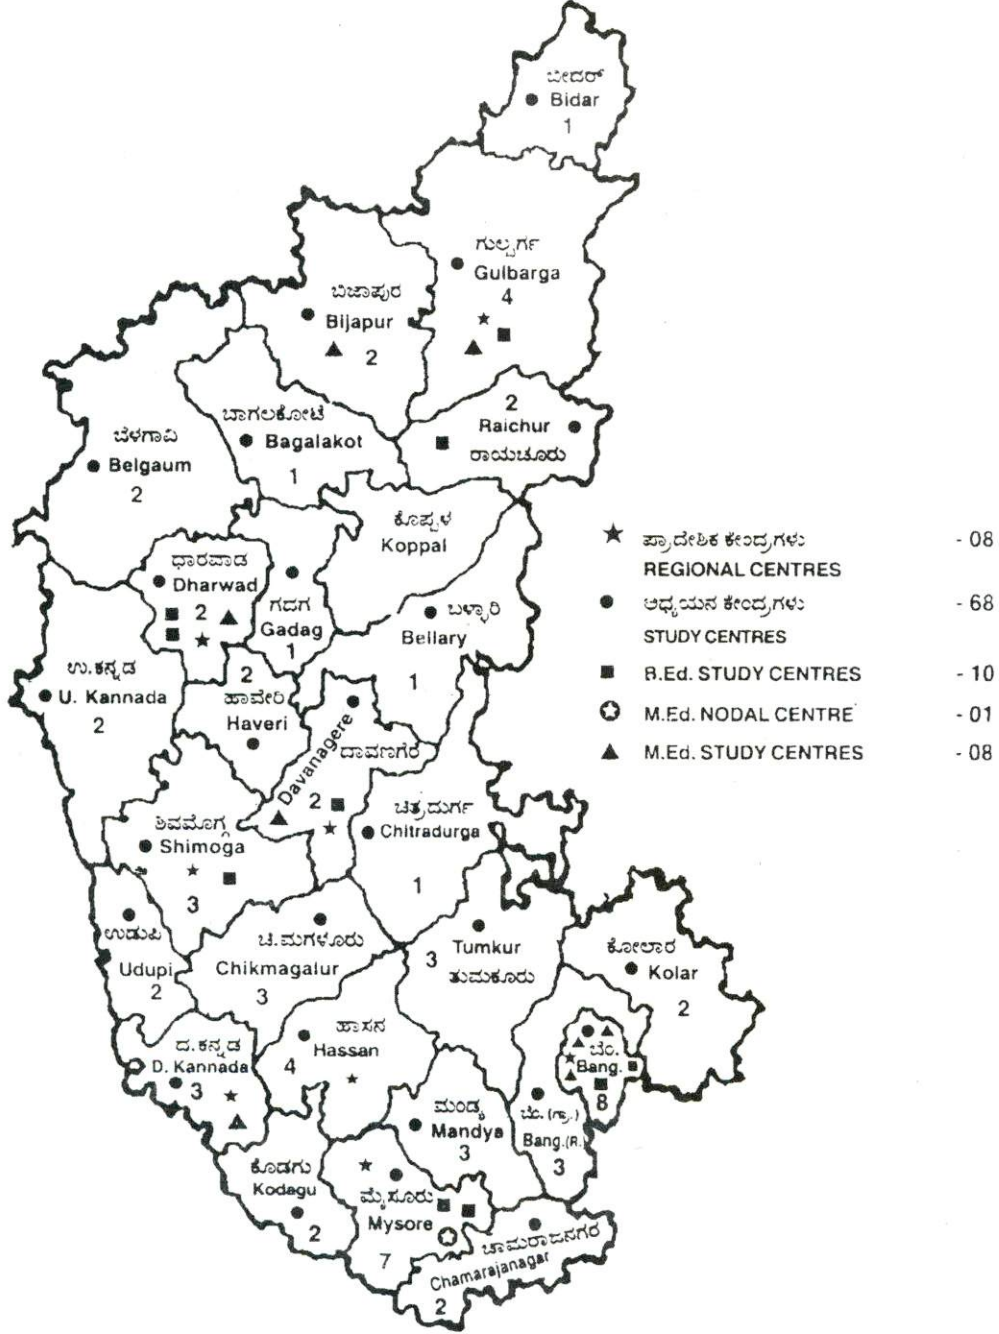 ಬೀದರ್
Bidar
1
ಗುಲ್ಬರ್ಗ
Gulbarga
4
ಬಿಜಾಪುರ
Bijapur
2
2
Raichur
ರಾಯಚೂರು
ಬಾಗಲಕೋಟೆ
Bagalakot
1
ಬೆಳಗಾವಿ
Belgaum
2
ಕೊಪ್ಪಳ
Koppal
ಧಾರವಾಡ
Dharwad
2
ಗದಗ
Gadag
1
ಬಳ್ಳಾರಿ
Bellary
1
ಉ.ಕನ್ನಡ
U. Kannada
2
2
ಹಾವೇರಿ
Haveri
Davanagere
ದಾವಣಗೆರೆ
2
ಚಿತ್ರದುರ್ಗ
Chitradurga
1
ಶಿವಮೊಗ್ಗ
Shimoga
3
ಉಡುಪಿ
Udupi
2
ಚಿ.ಮಗಳೂರು
Chikmagalur
3
3
Tumkur
ತುಮಕೂರು
ಕೋಲಾರ
Kolar
2
ದ.ಕನ್ನಡ
D. Kannada
3
ಹಾಸನ
Hassan
4
ಬೆಂ.
Bang.
8
ಬೆಂ.(ಗ್ರಾ.)
Bang.(R.)
3
ಮಂಡ್ಯ
Mandya
3
ಕೊಡಗು
Kodagu
2
ಮೈಸೂರು
Mysore
7
ಚಾಮರಾಜನಗರ
Chamarajanagar
2
ಪ್ರಾದೇಶಿಕ ಕೇಂದ್ರಗಳು - 08
REGIONAL CENTRES
ಅಧ್ಯಯನ ಕೇಂದ್ರಗಳು - 68
STUDY CENTRES
B.Ed. STUDY CENTRES - 10
M.Ed. NODAL CENTRE - 01
M.Ed. STUDY CENTRES - 08